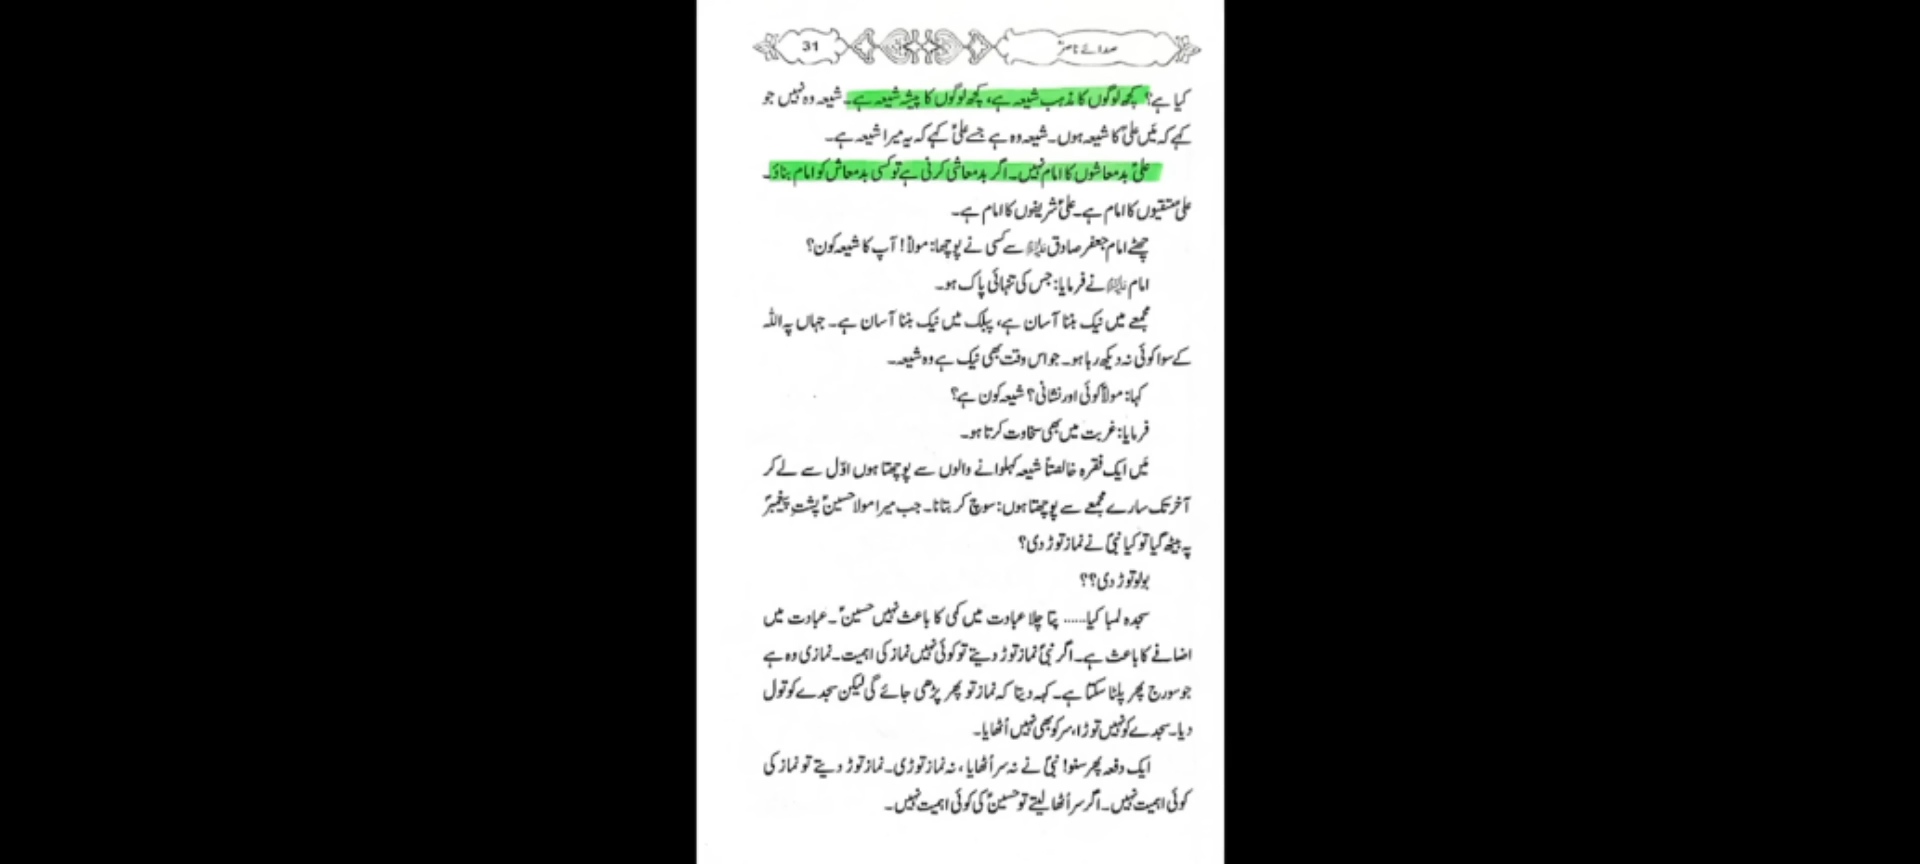 صدائے ناصر
31
کیا ہے؟ کچھ لوگوں کا مذہب شیعہ ہے، کچھ لوگوں کا پیشہ شیعہ ہے۔ شیعہ وہ نہیں جو
کہے کہ مَیں علیؑ کا شیعہ ہوں۔ شیعہ وہ ہے جسے علیؑ کہے کہ یہ میرا شیعہ ہے۔
علیؑ بدمعاشوں کا امام نہیں۔ اگر بدمعاشی کرنی ہے تو کسی بدمعاش کو امام بناؤ۔
علیؑ متقیوں کا امام ہے۔ علیؑ شریفوں کا امام ہے۔
چھٹے امام جعفر صادق علیہ السلام سے کسی نے پوچھا: مولاؑ! آپ کا شیعہ کون؟
امام علیہ السلام نے فرمایا: جس کی تنہائی پاک ہو۔
مجمعے میں نیک بننا آسان ہے، پبلک میں نیک بننا آسان ہے۔ جہاں پہ اللہ
کے سوا کوئی نہ دیکھ رہا ہو۔ جو اس وقت بھی نیک ہے وہ شیعہ۔
کہا: مولاؑ کوئی اور نشانی؟ شیعہ کون ہے؟
فرمایا: غربت میں بھی سخاوت کرتا ہو۔
مَیں ایک فقرہ خالصتاً شیعہ کہلوانے والوں سے پوچھتا ہوں اوّل سے لے کر
آخر تک سارے مجمعے سے پوچھتا ہوں: سوچ کر بتانا۔ جب میرا مولا حسینؑ پشتِ پیغمبرؐ
پہ بیٹھ گیا تو کیا نبیؐ نے نماز توڑ دی؟
بولو توڑ دی؟؟
سجدہ لمبا کیا...... پتا چلا عبادت میں کمی کا باعث نہیں حسینؑ۔ عبادت میں
اضافے کا باعث ہے۔ اگر نبیؐ نماز توڑ دیتے تو کوئی نہیں نماز کی اہمیت۔ نمازی وہ ہے
جو سورج پھر پلٹا سکتا ہے۔ کہہ دیتا کہ نماز تو پھر پڑھی جائے گی لیکن سجدے کو تول
دیا۔ سجدے کو نہیں توڑا، سر کو بھی نہیں اُٹھایا۔
ایک دفعہ پھر سنو! نبیؐ نے نہ سر اُٹھایا، نہ نماز توڑی۔ نماز توڑ دیتے تو نماز کی
کوئی اہمیت نہیں۔ اگر سر اُٹھا لیتے تو حسینؑ کی کوئی اہمیت نہیں۔